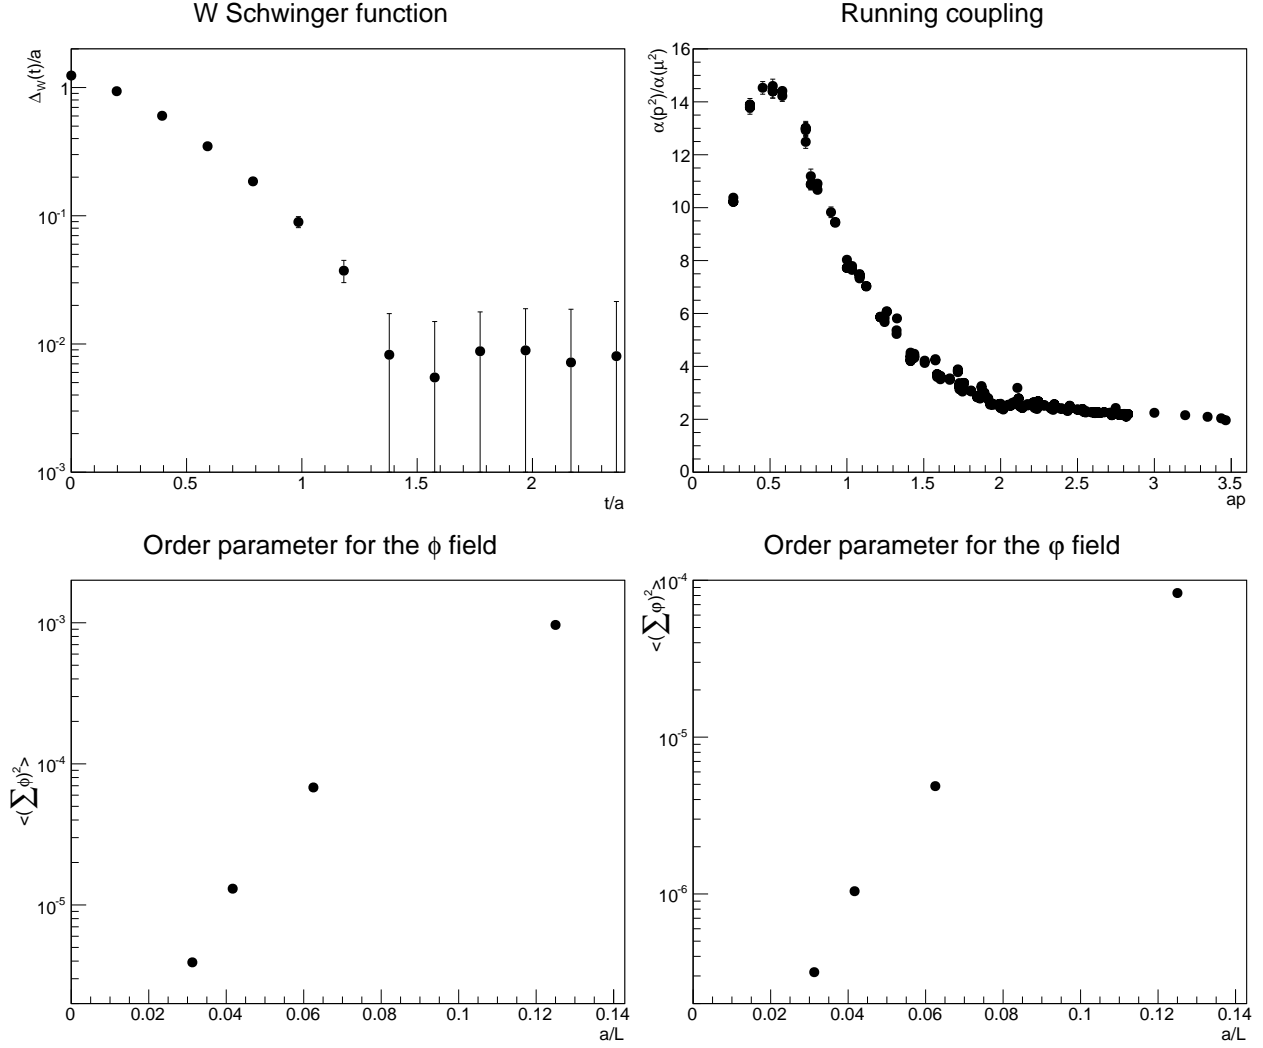 W Schwinger function
Δ_W(t)/a
1
10^-1
10^-2
10^-3
0 0.5 1 1.5 2
t/a
Running coupling
α(p²)/α(μ²)
16
14
12
10
8
6
4
2
0
0 0.5 1 1.5 2 2.5 3 3.5
ap
Order parameter for the ϕ field
<(∑ϕ)²>
10^-3
10^-4
10^-5
0 0.02 0.04 0.06 0.08 0.1 0.12 0.14
a/L
Order parameter for the φ field
<(∑φ)²>
10^-4
10^-5
10^-6
0 0.02 0.04 0.06 0.08 0.1 0.12 0.14
a/L